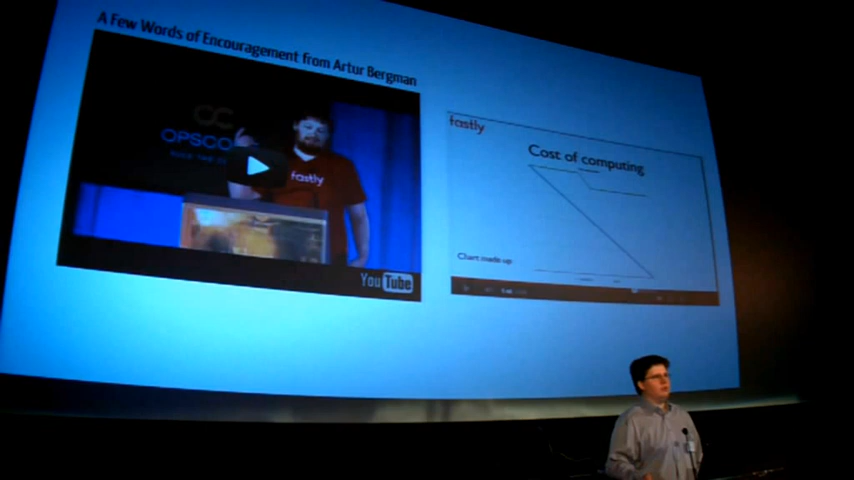 A Few Words of Encouragement from Artur Bergman
OPSCO
fastly
YouTube
fastly
Cost of computing
Chart made up